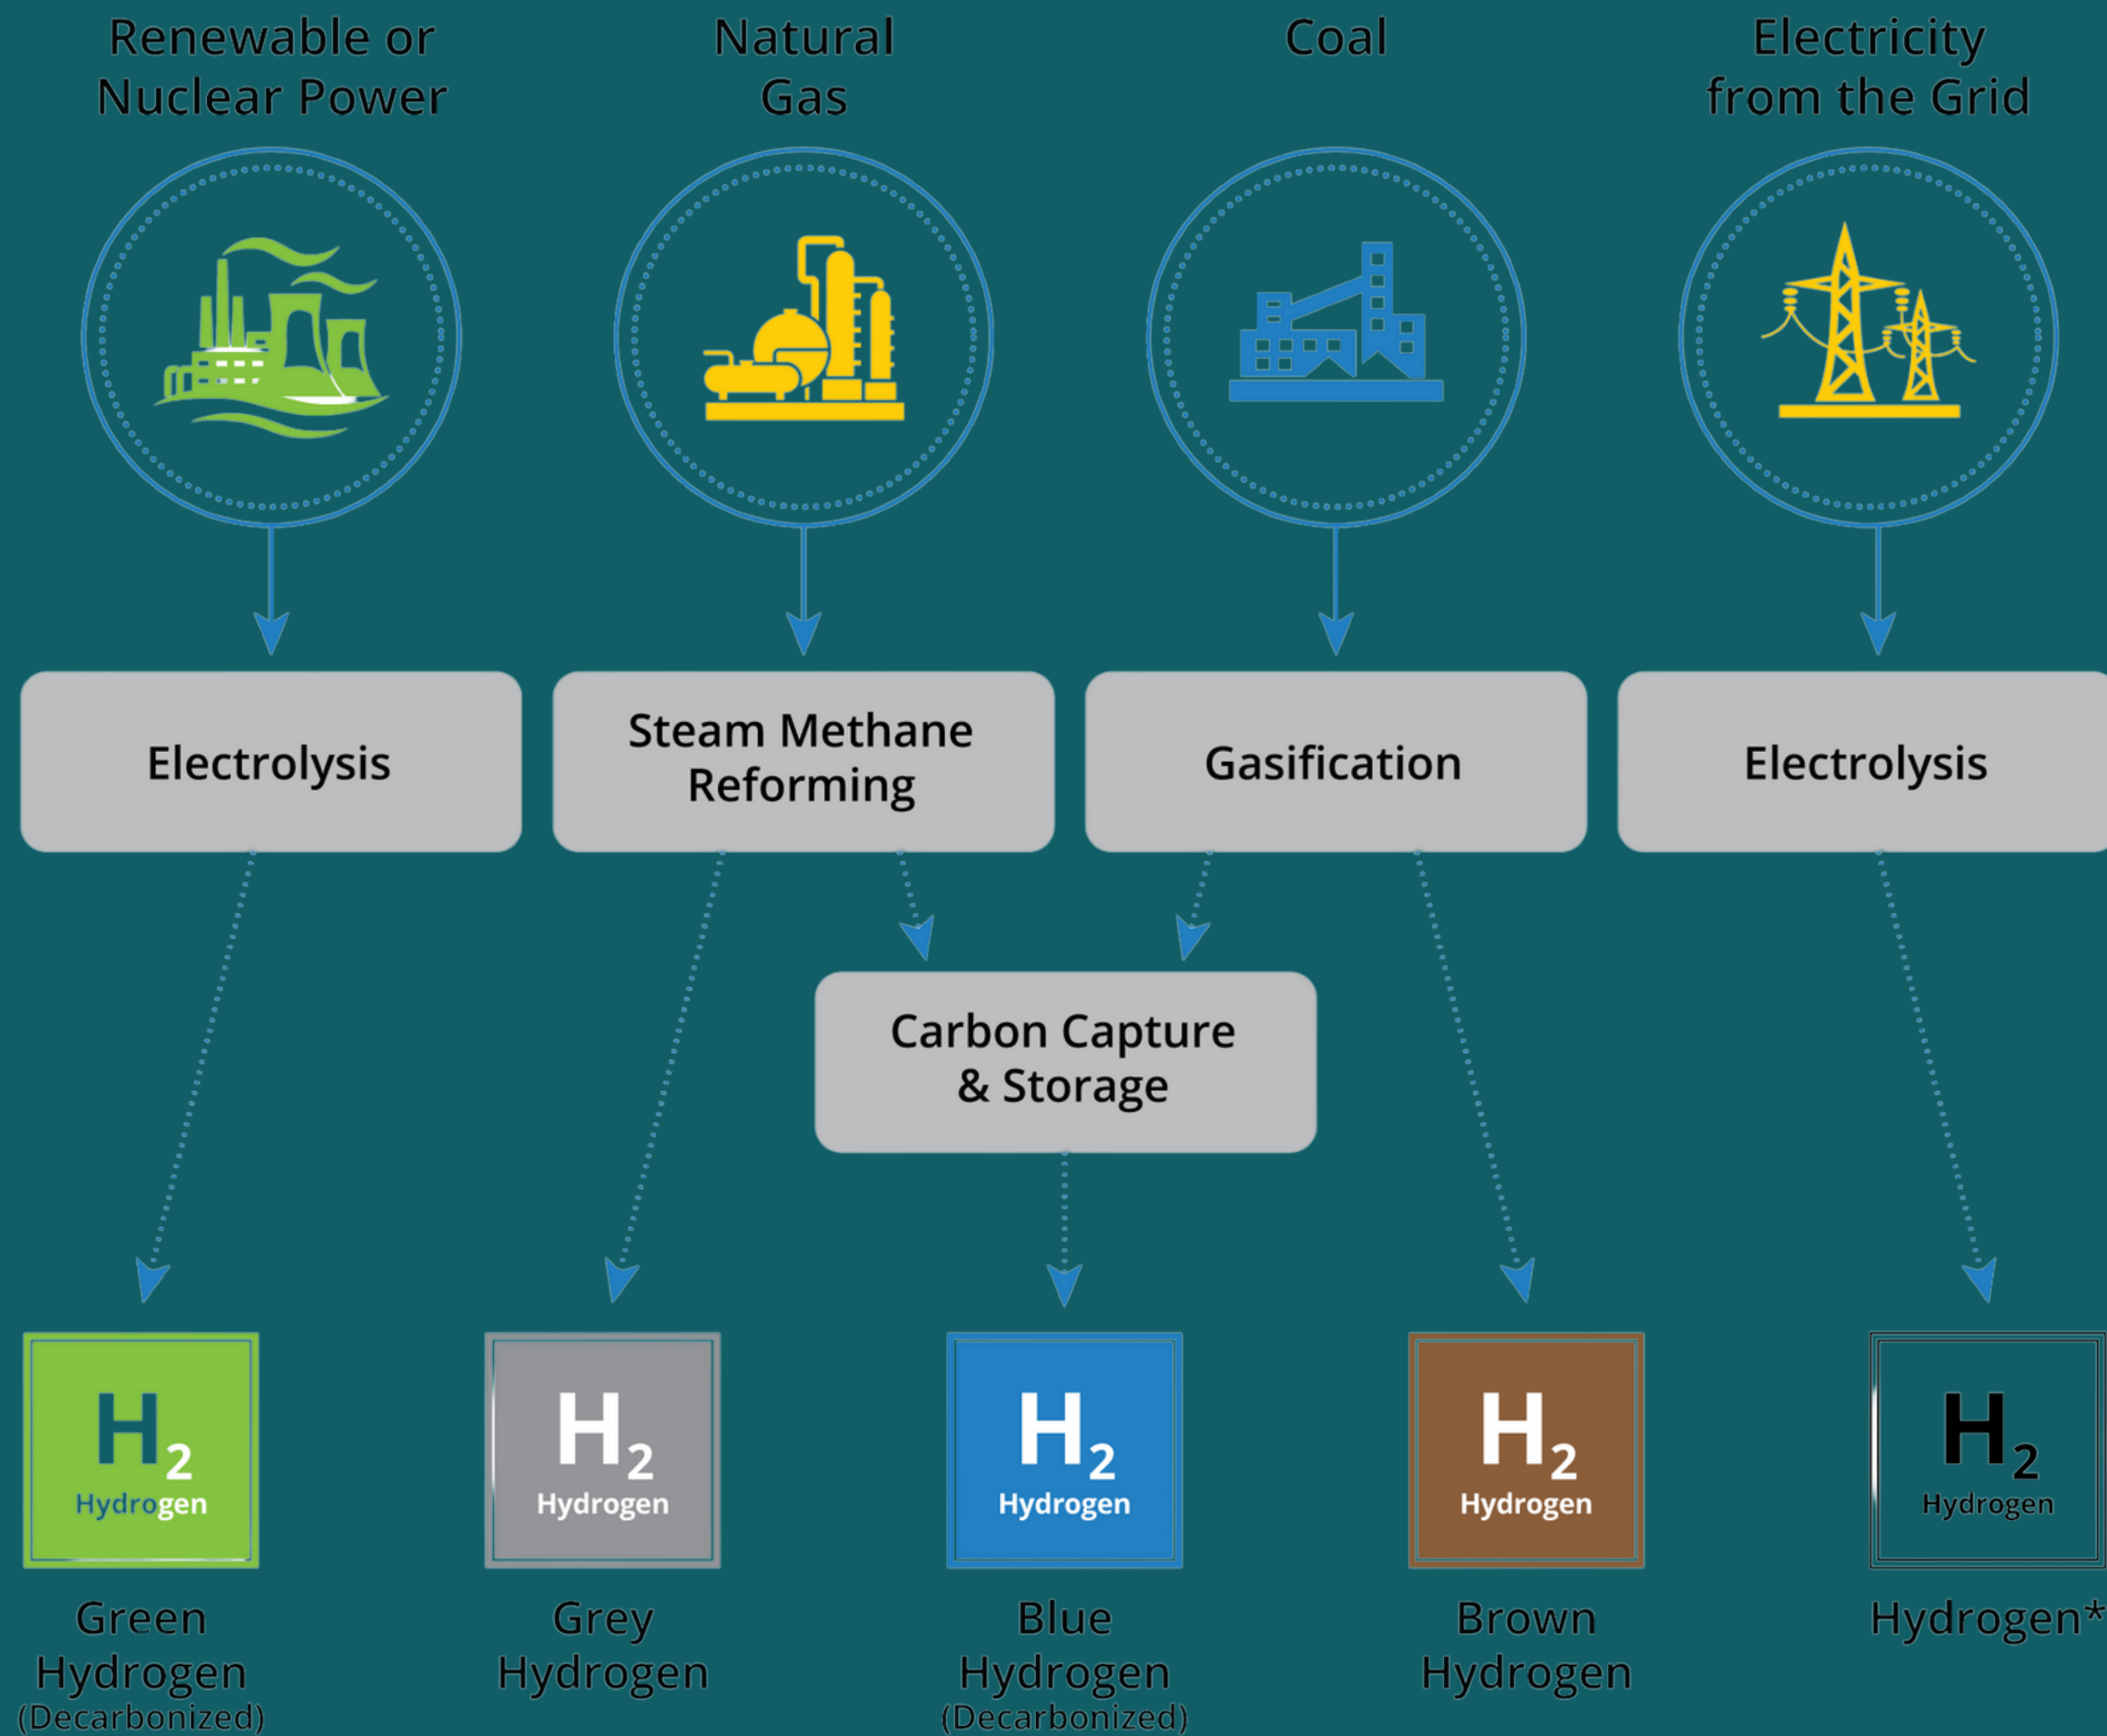 Renewable or
Nuclear Power
Natural
Gas
Coal
Electricity
from the Grid
Electrolysis
Steam Methane
Reforming
Gasification
Electrolysis
Carbon Capture
& Storage
H2
Hydrogen
H2
Hydrogen
H2
Hydrogen
H2
Hydrogen
H2
Hydrogen
Green
Hydrogen
(Decarbonized)
Grey
Hydrogen
Blue
Hydrogen
(Decarbonized)
Brown
Hydrogen
Hydrogen*